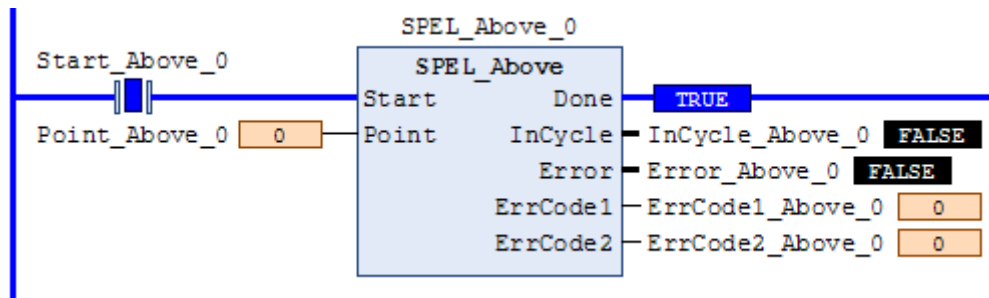 SPEL_Above_0
Start_Above_0
SPEL_Above
Start Done TRUE
Point_Above_0 0 Point InCycle InCycle_Above_0 FALSE
Error Error_Above_0 FALSE
ErrCode1 ErrCode1_Above_0 0
ErrCode2 ErrCode2_Above_0 0